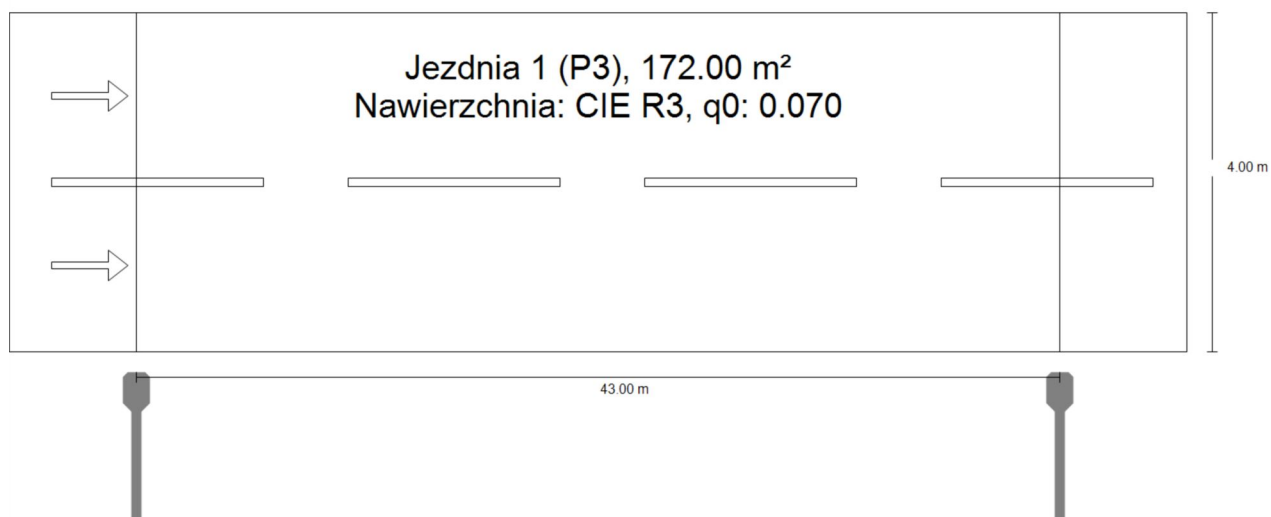 Jezdnia 1 (P3), 172.00 m²
Nawierzchnia: CIE R3, q0: 0.070
4.00 m
43.00 m